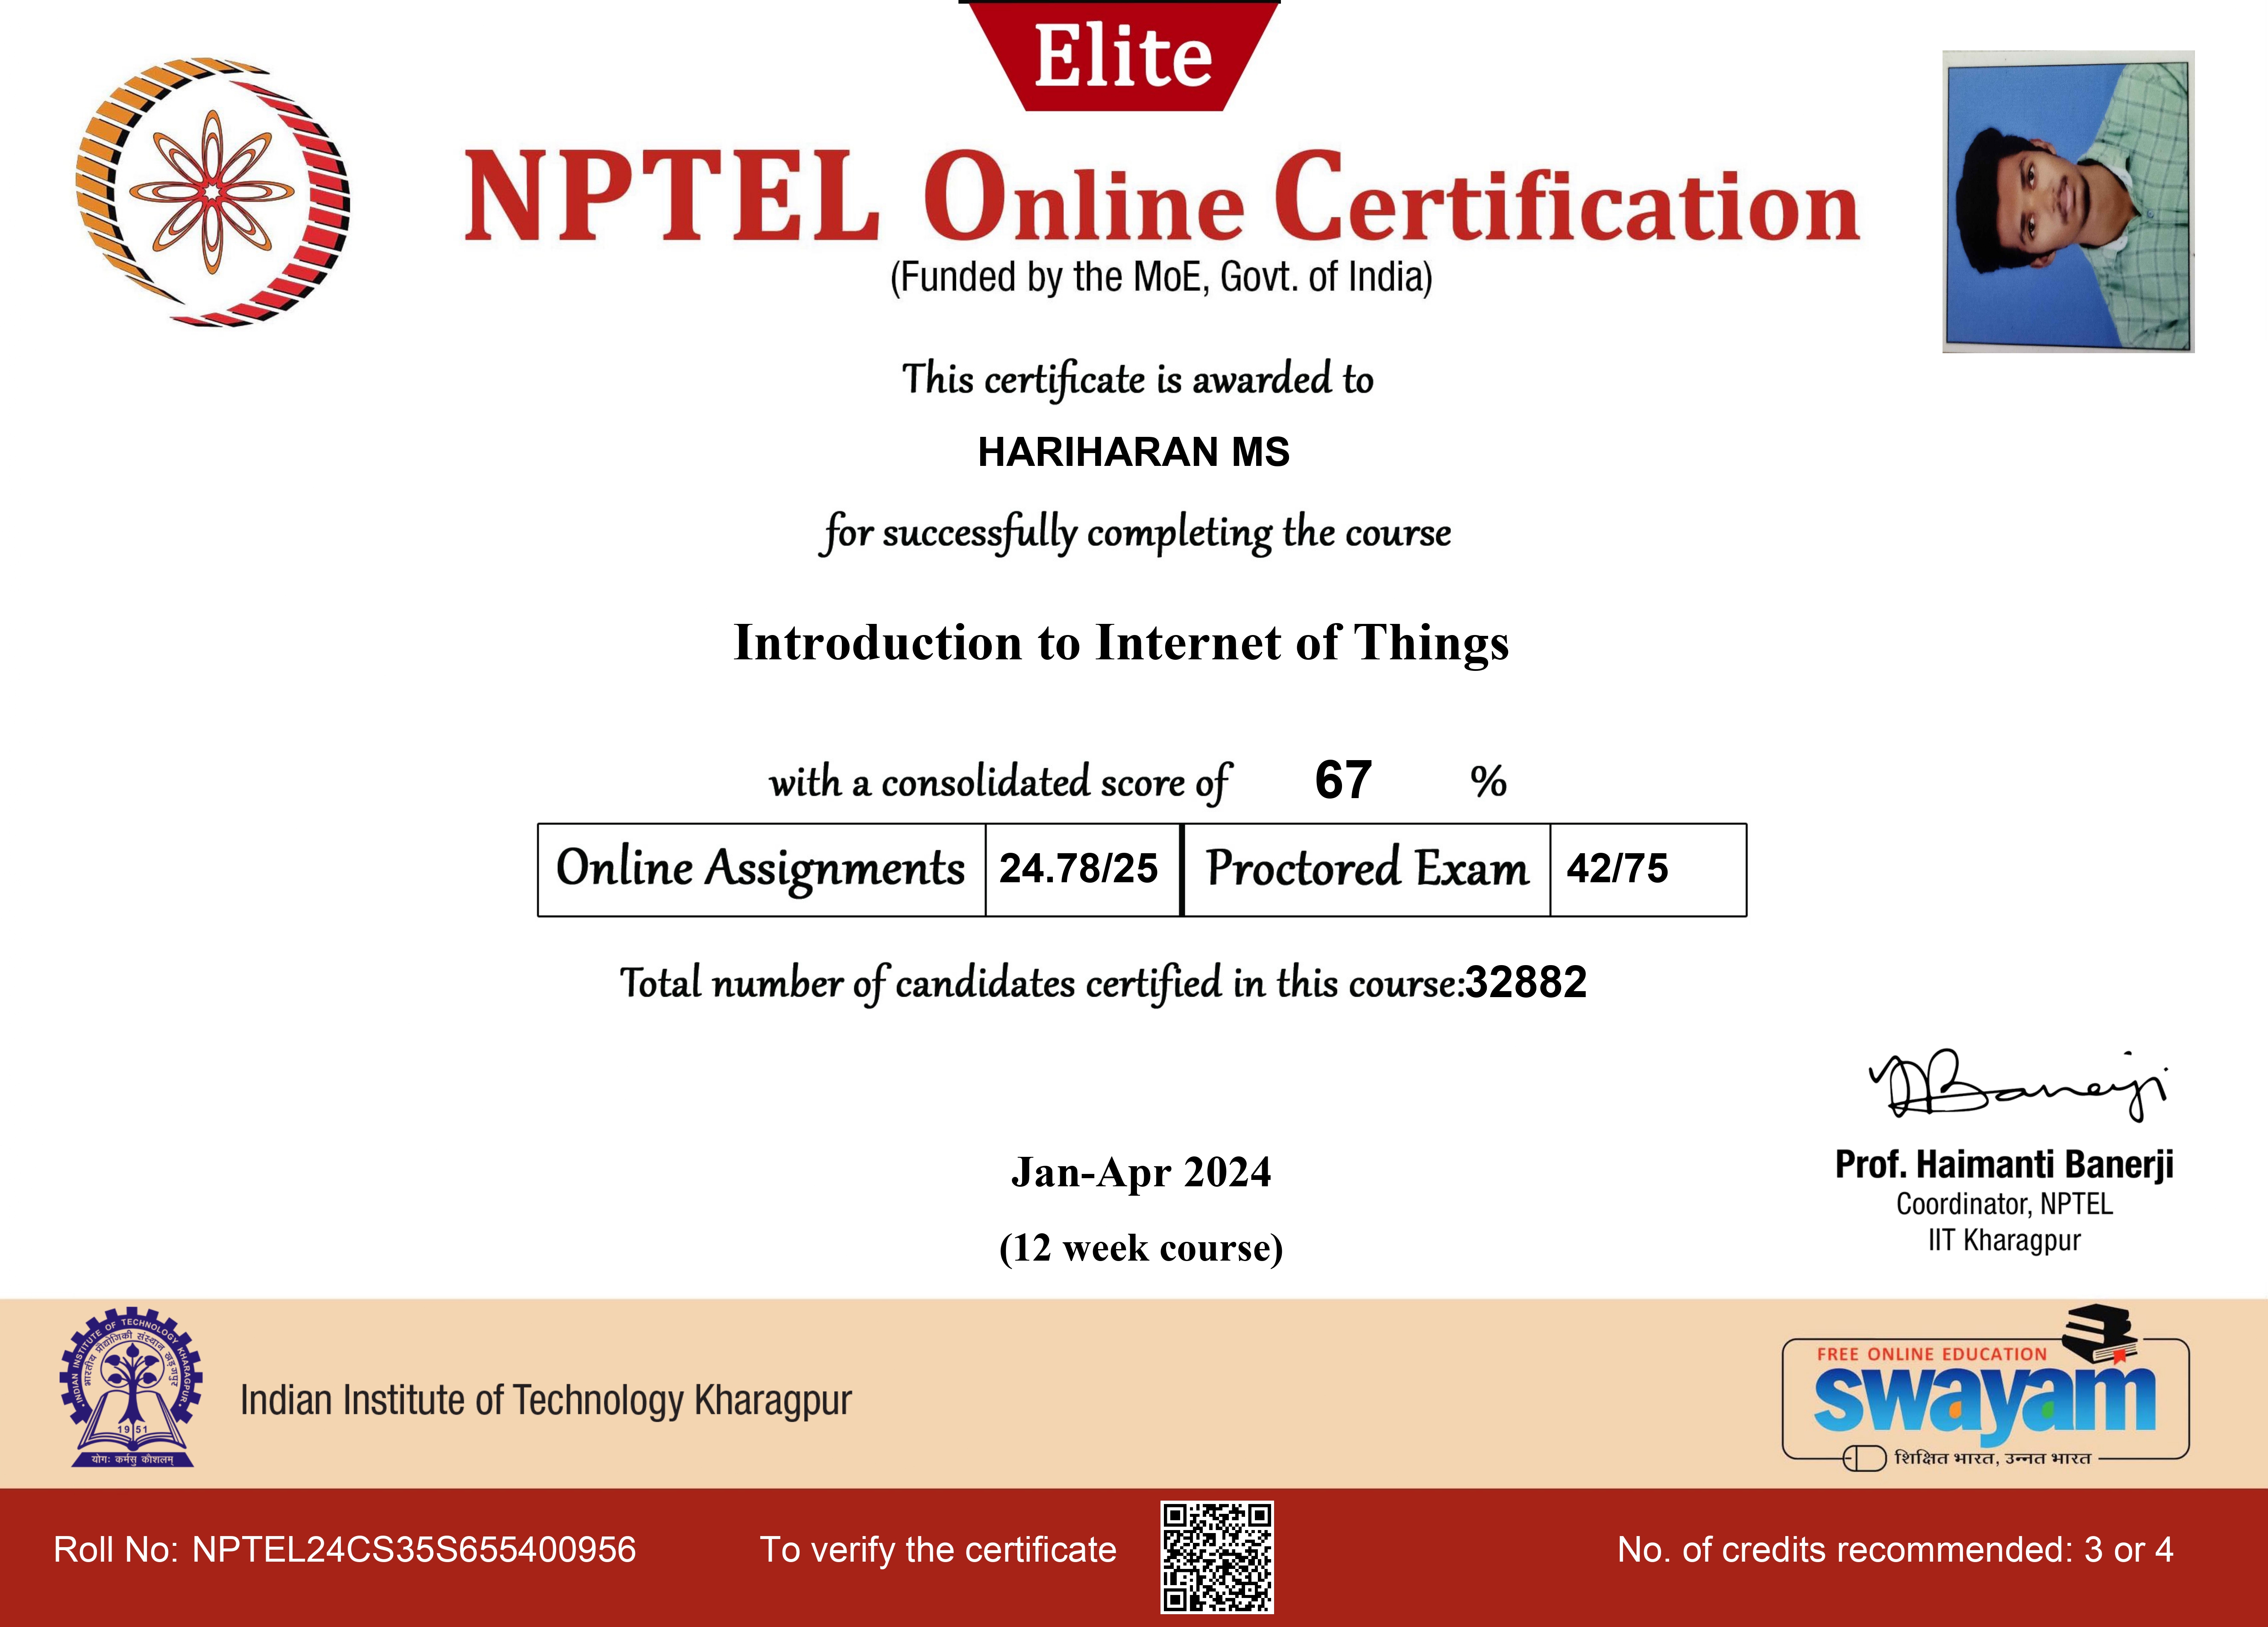 Elite
NPTEL Online Certification
(Funded by the MoE, Govt. of India)
This certificate is awarded to
HARIHARAN MS
for successfully completing the course
Introduction to Internet of Things
with a consolidated score of 67 %
Online Assignments 24.78/25 Proctored Exam 42/75
Total number of candidates certified in this course:32882
Banerji
Prof. Haimanti Banerji
Coordinator, NPTEL
IIT Kharagpur
Jan-Apr 2024
(12 week course)
INDIAN INSTITUTE OF TECHNOLOGY KHARAGPUR
भारतीय प्रौद्योगिकी संस्थान खड़गपुर
19 51
योगः कर्मसु कौशलम्
Indian Institute of Technology Kharagpur
FREE ONLINE EDUCATION
swayam
शिक्षित भारत, उन्नत भारत
Roll No: NPTEL24CS35S655400956
To verify the certificate
No. of credits recommended: 3 or 4